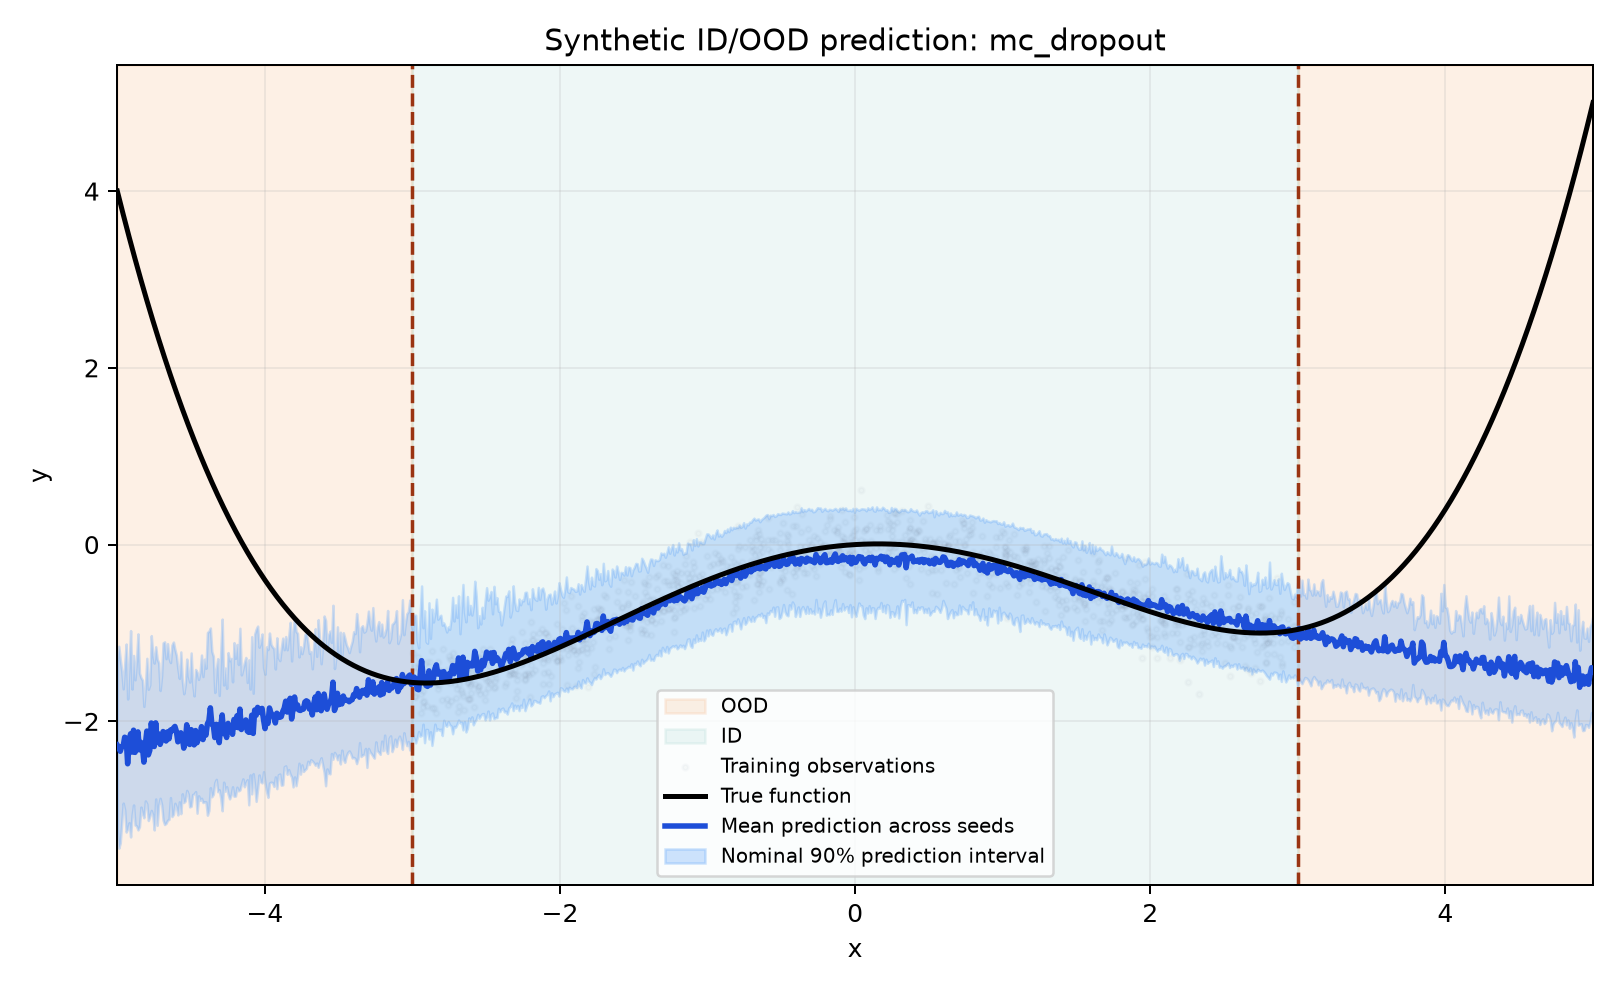 Synthetic ID/OOD prediction: mc_dropout
y
4
2
0
−2
OOD
ID
Training observations
True function
Mean prediction across seeds
Nominal 90% prediction interval
−4 −2 0 2 4
x